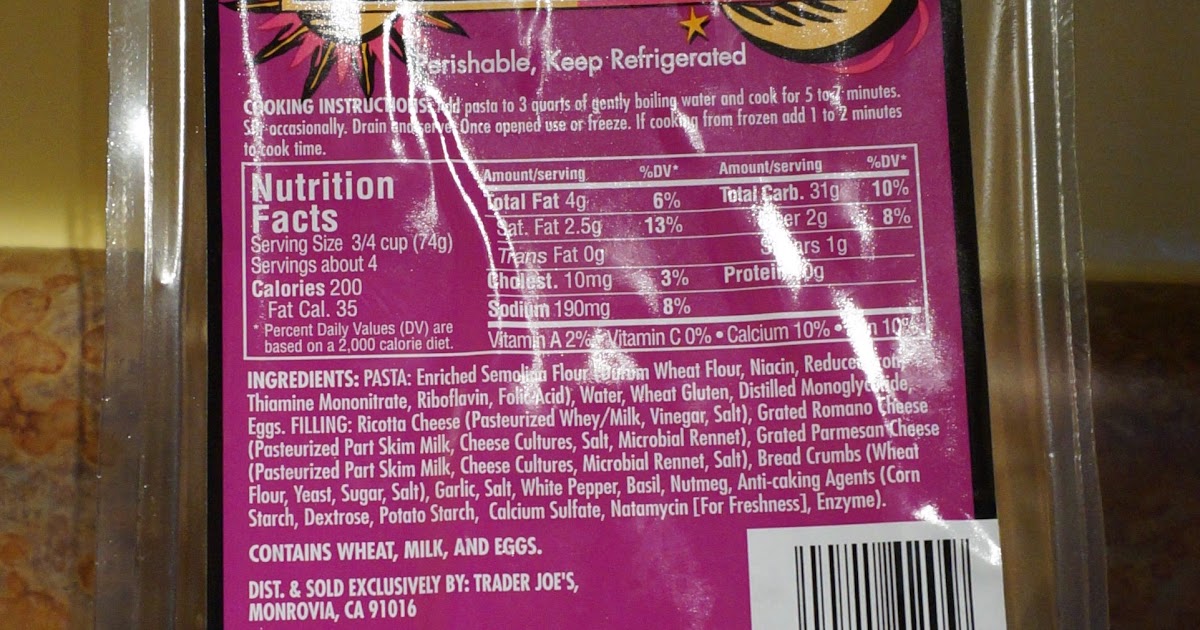 Perishable, Keep Refrigerated
COOKING INSTRUCTIONS: Add pasta to 3 quarts of gently boiling water and cook for 5 to 7 minutes.
Stir occasionally. Drain and serve. Once opened use or freeze. If cooking from frozen add 1 to 2 minutes
to cook time.
Nutrition
Facts
Serving Size 3/4 cup (74g)
Servings about 4
Calories 200
Fat Cal. 35
* Percent Daily Values (DV) are
based on a 2,000 calorie diet.
Amount/serving %DV*
Total Fat 4g 6%
Sat. Fat 2.5g 13%
Trans Fat 0g
Cholest. 10mg 3%
Sodium 190mg 8%
Amount/serving %DV*
Total Carb. 31g 10%
Fiber 2g 8%
Sugars 1g
Protein
Vitamin A 2% • Vitamin C 0% • Calcium 10% • Iron 10%
INGREDIENTS: PASTA: Enriched Semolina Flour (Durum Wheat Flour, Niacin, Reduced Iron,
Thiamine Mononitrate, Riboflavin, Folic Acid), Water, Wheat Gluten, Distilled Monoglyceride,
Eggs. FILLING: Ricotta Cheese (Pasteurized Whey/Milk, Vinegar, Salt), Grated Romano Cheese
(Pasteurized Part Skim Milk, Cheese Cultures, Salt, Microbial Rennet), Grated Parmesan Cheese
(Pasteurized Part Skim Milk, Cheese Cultures, Microbial Rennet, Salt), Bread Crumbs (Wheat
Flour, Yeast, Sugar, Salt), Garlic, Salt, White Pepper, Basil, Nutmeg, Anti-caking Agents (Corn
Starch, Dextrose, Potato Starch, Calcium Sulfate, Natamycin [For Freshness], Enzyme).
CONTAINS WHEAT, MILK, AND EGGS.
DIST. & SOLD EXCLUSIVELY BY: TRADER JOE'S,
MONROVIA, CA 91016